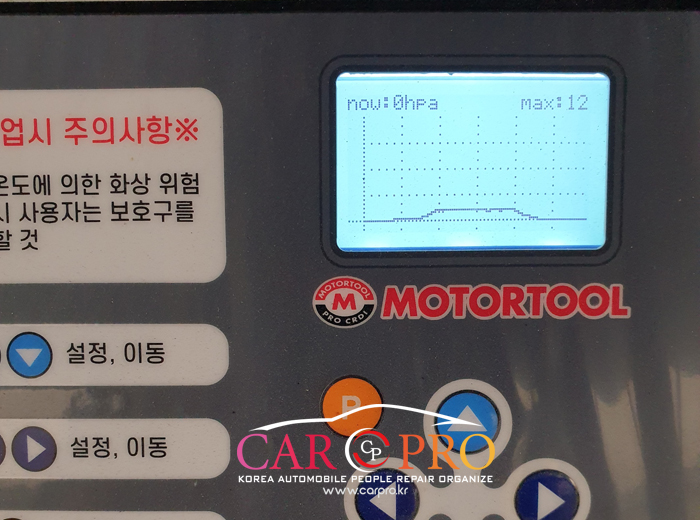 now:0hpa max:12
업시 주의사항※
온도에 의한 화상 위험
시 사용자는 보호구를
할 것
MOTORTOOL
M
PRO CRDI
MOTORTOOL
설정, 이동
P
설정, 이동
CAR CP PRO
KOREA AUTOMOBILE PEOPLE REPAIR ORGANIZE
www.carpro.kr